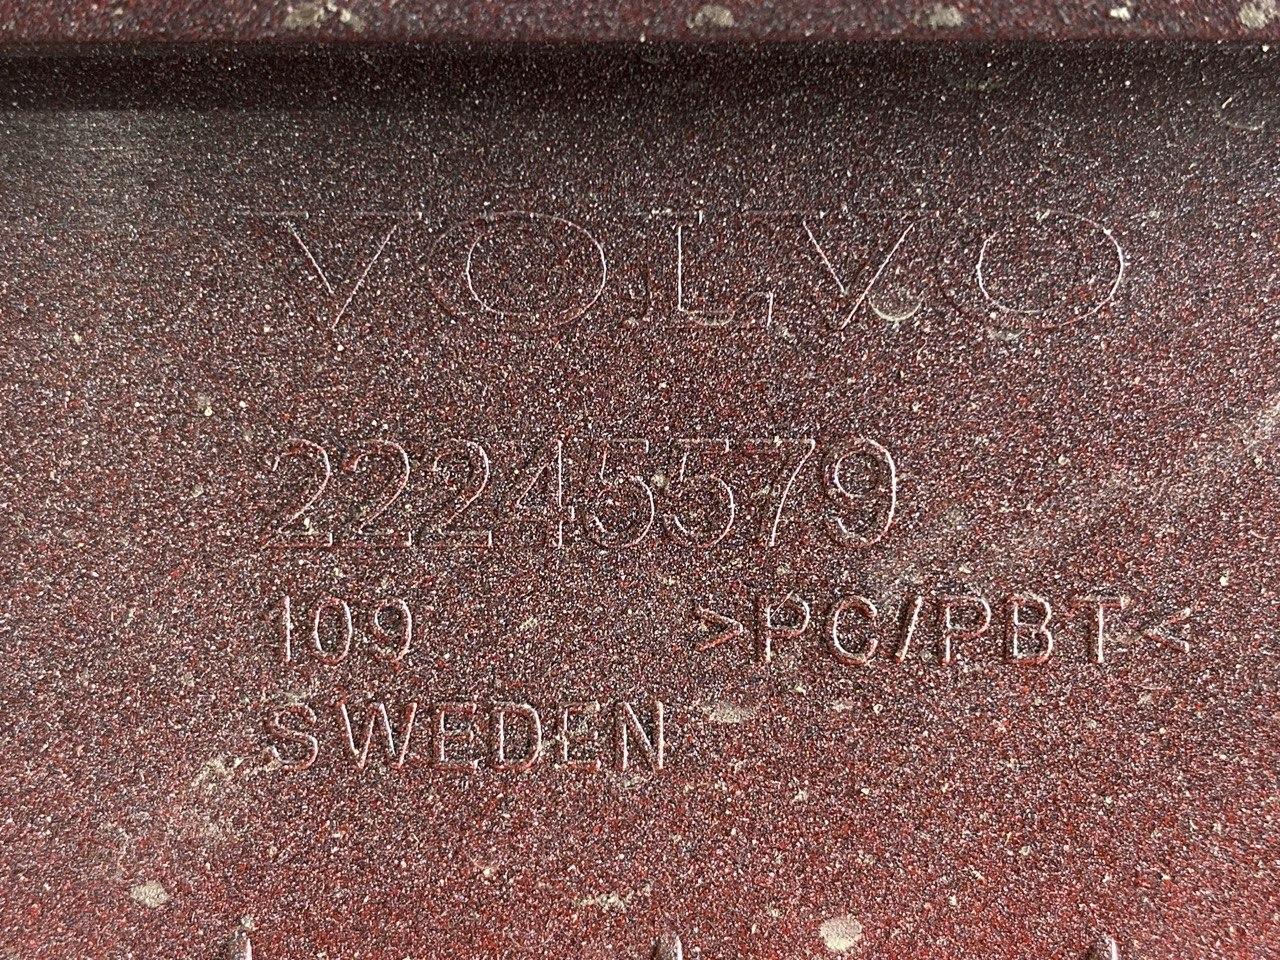 VOLVO
22245579
109 >PC/PBT<
SWEDEN